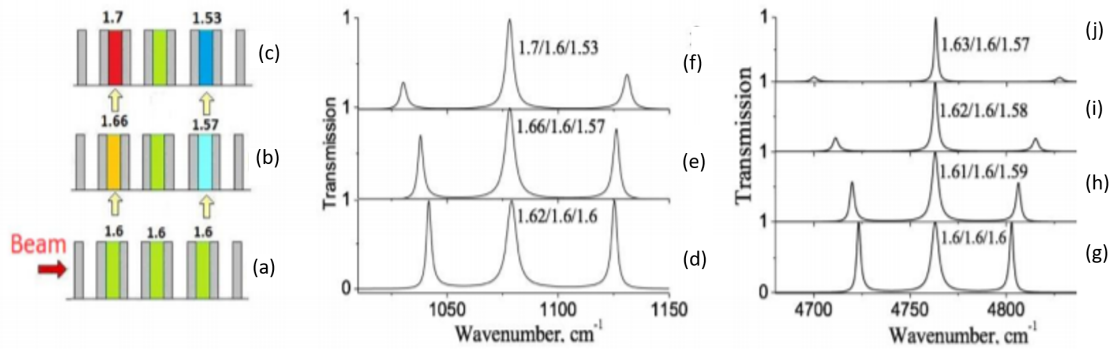 1.7 1.53
(c)
1.66 1.57
(b)
1.6 1.6 1.6
Beam
(a)
Transmission
1
1.7/1.6/1.53
(f)
1
1.66/1.6/1.57
(e)
1
1.62/1.6/1.6
(d)
0
1050 1100 1150
Wavenumber, cm-1
Transmission
1
1.63/1.6/1.57
(j)
1
1.62/1.6/1.58
(i)
1
1.61/1.6/1.59
(h)
1
1.6/1.6/1.6
(g)
0
4700 4750 4800
Wavenumber, cm-1